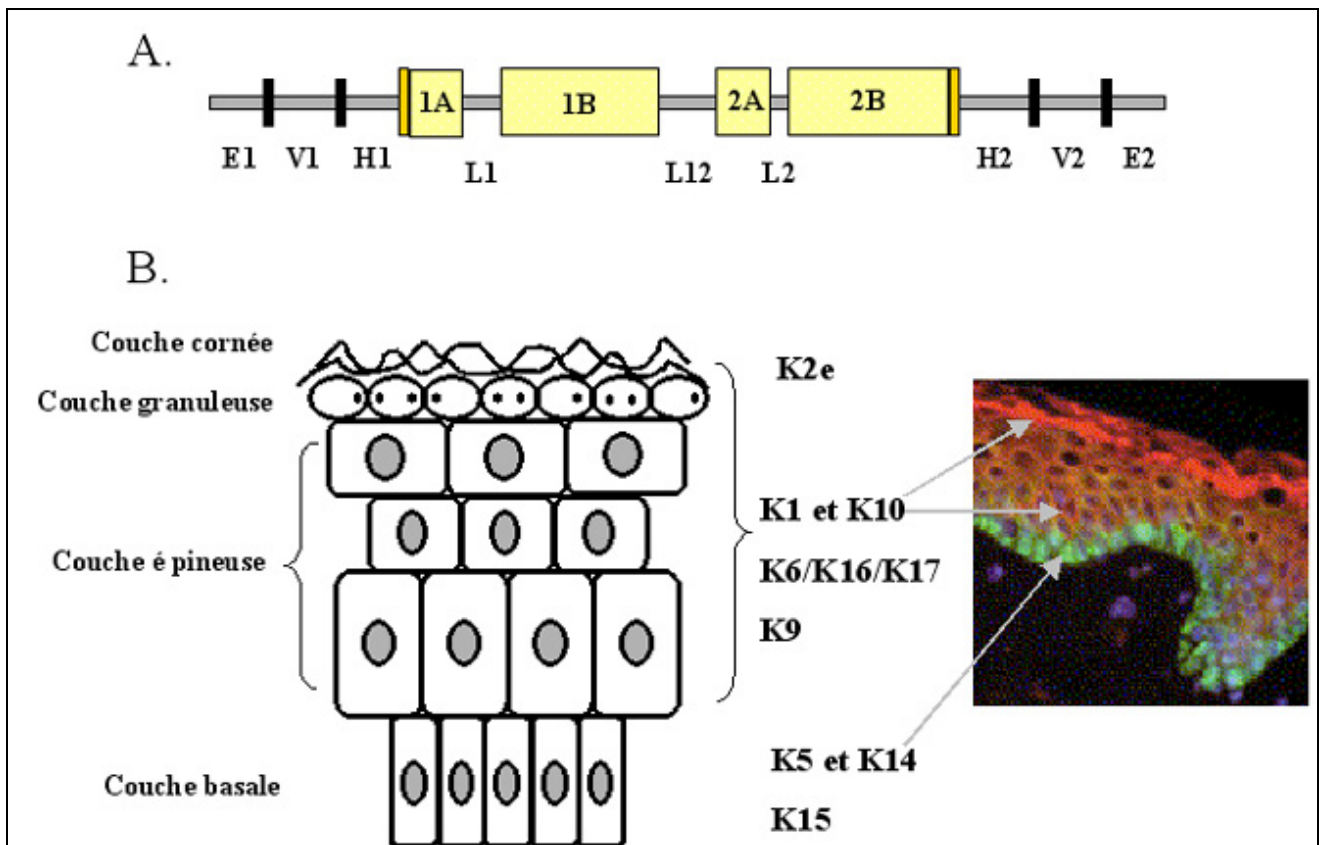 A.
1A 1B 2A 2B
E1 V1 H1 L1 L12 L2 H2 V2 E2
B.
Couche cornée
Couche granuleuse
Couche é pineuse
Couche basale
K2e
K1 et K10
K6/K16/K17
K9
K5 et K14
K15